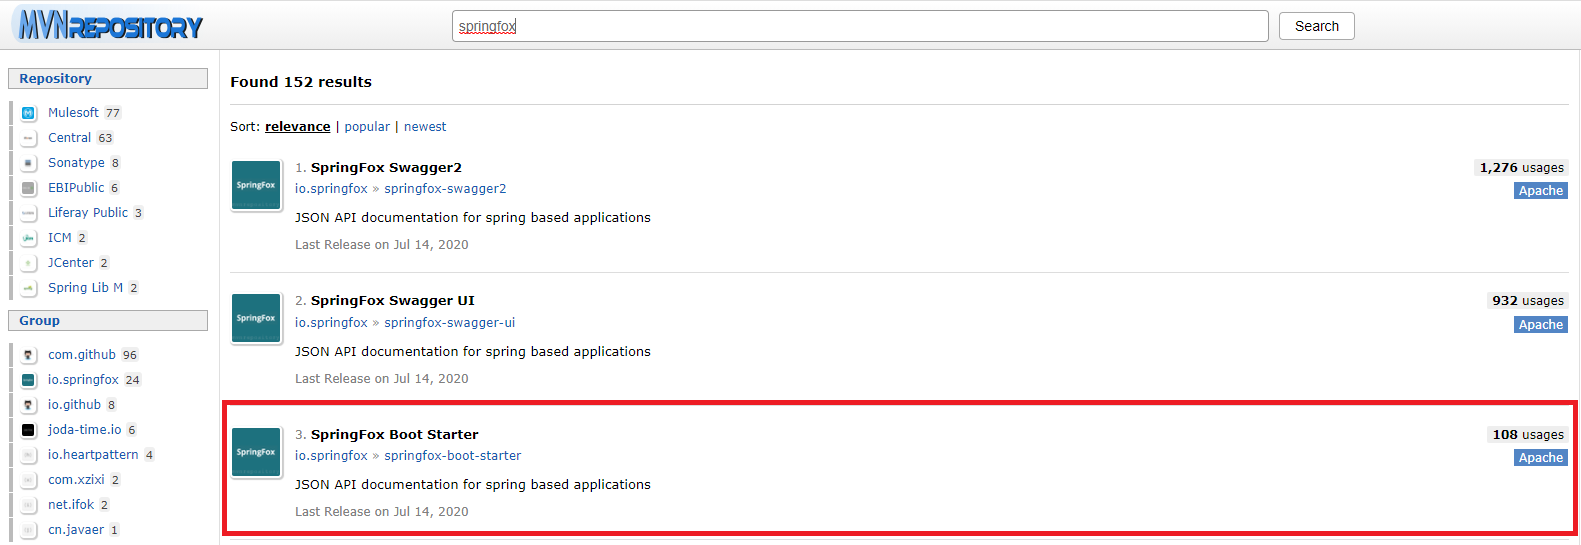 MVNREPOSITORY
springfox
Search
Repository
Mulesoft 77
Central 63
Sonatype 8
EBIPublic 6
Liferay Public 3
ICM 2
JCenter 2
Spring Lib M 2
Group
com.github 96
io.springfox 24
io.github 8
joda-time.io 6
io.heartpattern 4
com.xzixi 2
net.ifok 2
cn.javaer 1
Found 152 results
Sort: relevance | popular | newest
SpringFox
1. SpringFox Swagger2
1,276 usages
io.springfox » springfox-swagger2
Apache
JSON API documentation for spring based applications
Last Release on Jul 14, 2020
SpringFox
2. SpringFox Swagger UI
932 usages
io.springfox » springfox-swagger-ui
Apache
JSON API documentation for spring based applications
Last Release on Jul 14, 2020
SpringFox
3. SpringFox Boot Starter
108 usages
io.springfox » springfox-boot-starter
Apache
JSON API documentation for spring based applications
Last Release on Jul 14, 2020